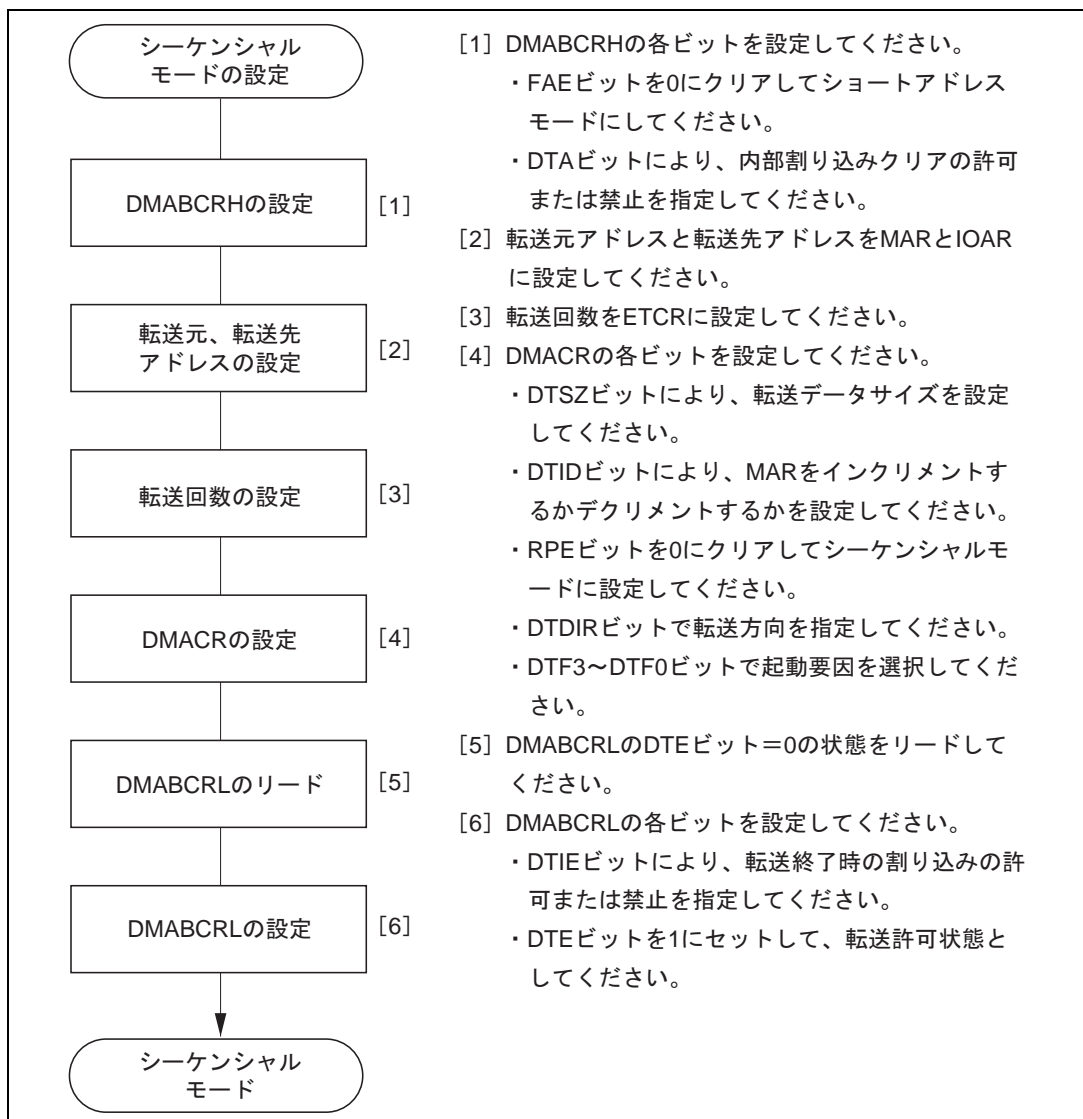 シーケンシャル
モードの設定
DMABCRHの設定
[1]
転送元、転送先
アドレスの設定
[2]
転送回数の設定
[3]
DMACRの設定
[4]
DMABCRLのリード
[5]
DMABCRLの設定
[6]
シーケンシャル
モード
[1] DMABCRHの各ビットを設定してください。
・FAEビットを0にクリアしてショートアドレス
モードにしてください。
・DTAビットにより、内部割り込みクリアの許可
または禁止を指定してください。
[2] 転送元アドレスと転送先アドレスをMARとIOAR
に設定してください。
[3] 転送回数をETCRに設定してください。
[4] DMACRの各ビットを設定してください。
・DTSZビットにより、転送データサイズを設定
してください。
・DTIDビットにより、MARをインクリメントす
るかデクリメントするかを設定してください。
・RPEビットを0にクリアしてシーケンシャルモ
ードに設定してください。
・DTDIRビットで転送方向を指定してください。
・DTF3～DTF0ビットで起動要因を選択してくだ
さい。
[5] DMABCRLのDTEビット＝0の状態をリードして
ください。
[6] DMABCRLの各ビットを設定してください。
・DTIEビットにより、転送終了時の割り込みの許
可または禁止を指定してください。
・DTEビットを1にセットして、転送許可状態と
してください。